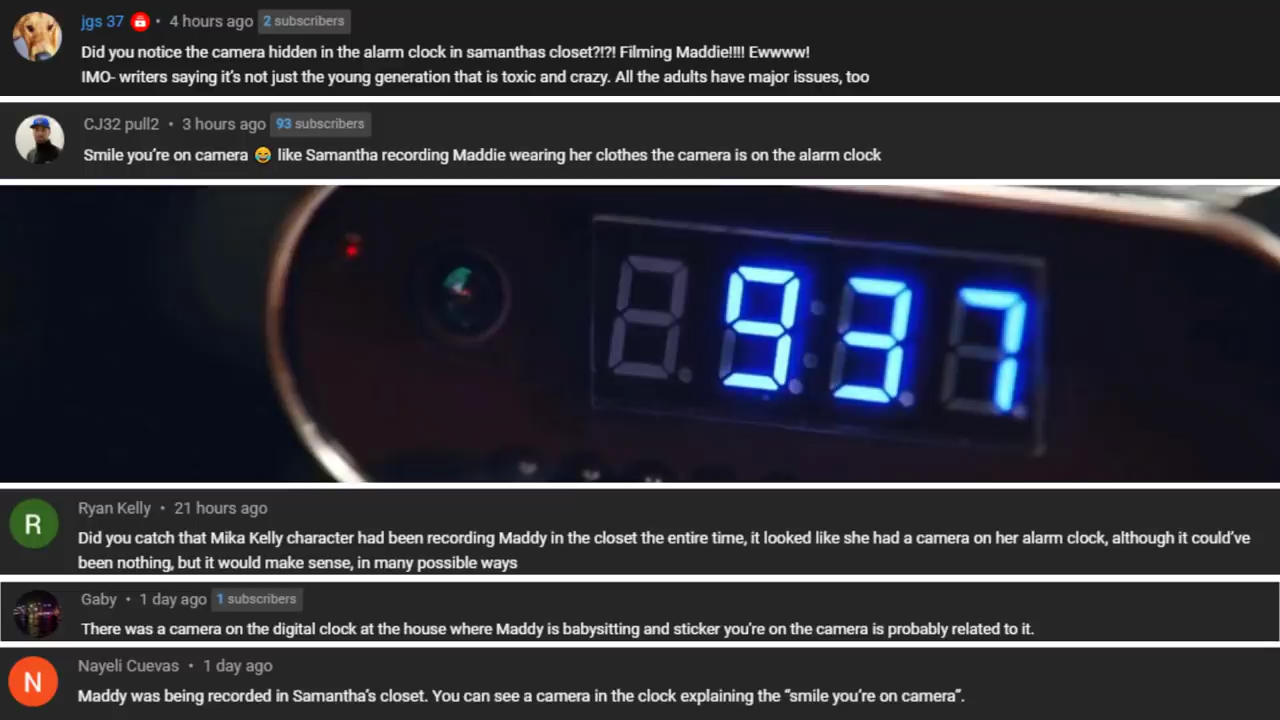 jgs 37 • 4 hours ago 2 subscribers
Did you notice the camera hidden in the alarm clock in samanthas closet?!?! Filming Maddie!!!! Ewwww!
IMO- writers saying it's not just the young generation that is toxic and crazy. All the adults have major issues, too
CJ32 pull2 • 3 hours ago 93 subscribers
Smile you're on camera 😂 like Samantha recording Maddie wearing her clothes the camera is on the alarm clock
9:37
R
Ryan Kelly • 21 hours ago
Did you catch that Mika Kelly character had been recording Maddy in the closet the entire time, it looked like she had a camera on her alarm clock, although it could've
been nothing, but it would make sense, in many possible ways
Gaby • 1 day ago 1 subscribers
There was a camera on the digital clock at the house where Maddy is babysitting and sticker you're on the camera is probably related to it.
N
Nayeli Cuevas • 1 day ago
Maddy was being recorded in Samantha's closet. You can see a camera in the clock explaining the “smile you're on camera”.